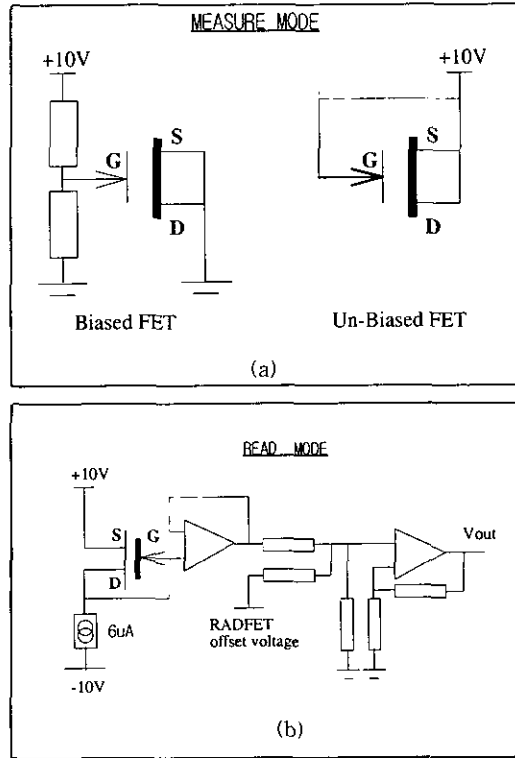 MEASURE MODE
+10V
+10V
S
S
G
G
D
D
Biased FET
Un-Biased FET
(a)
READ MODE
+10V
S
G
D
Vout
6uA
RADFET
offset voltage
-10V
(b)